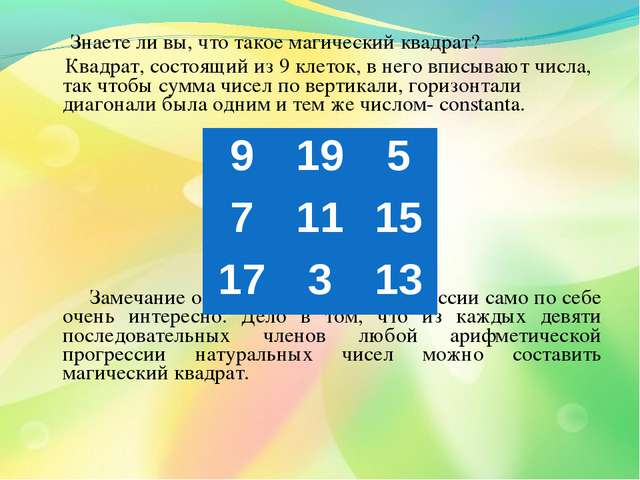 Знаете ли вы, что такое магический квадрат?
Квадрат, состоящий из 9 клеток, в него вписывают числа,
так чтобы сумма чисел по вертикали, горизонтали
диагонали была одним и тем же числом- constanta.
9 19 5
7 11 15
17 3 13
Замечание о ссии само по себе
очень интересно. Дело в том, что из каждых девяти
последовательных членов любой арифметической
прогрессии натуральных чисел можно составить
магический квадрат.